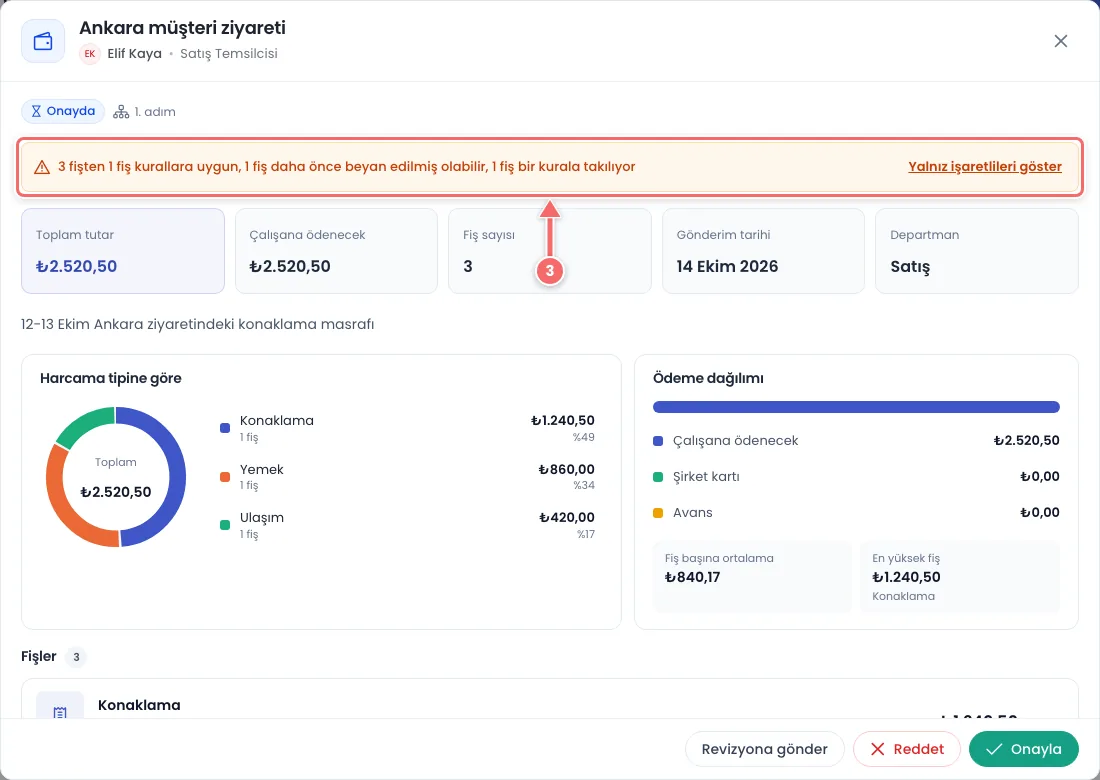 Ankara müşteri ziyareti
EK Elif Kaya • Satış Temsilcisi
Onayda 1. adım
3 fişten 1 fiş kurallara uygun, 1 fiş daha önce beyan edilmiş olabilir, 1 fiş bir kurala takılıyor Yalnız işaretlileri göster
Toplam tutar
₺2.520,50
Çalışana ödenecek
₺2.520,50
Fiş sayısı
3
3
Gönderim tarihi
14 Ekim 2026
Departman
Satış
12-13 Ekim Ankara ziyaretindeki konaklama masrafı
Harcama tipine göre
Toplam
₺2.520,50
Konaklama ₺1.240,50
1 fiş %49
Yemek ₺860,00
1 fiş %34
Ulaşım ₺420,00
1 fiş %17
Ödeme dağılımı
Çalışana ödenecek ₺2.520,50
Şirket kartı ₺0,00
Avans ₺0,00
Fiş başına ortalama
₺840,17
En yüksek fiş
₺1.240,50
Konaklama
Fişler 3
Konaklama
Revizyona gönder Reddet Onayla